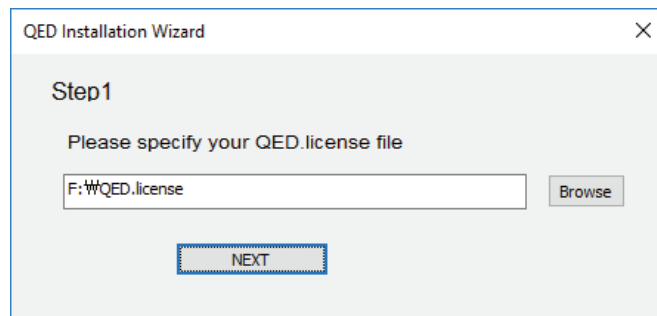 QED Installation Wizard
Step1
Please specify your QED.license file
F:₩QED.license
Browse
NEXT